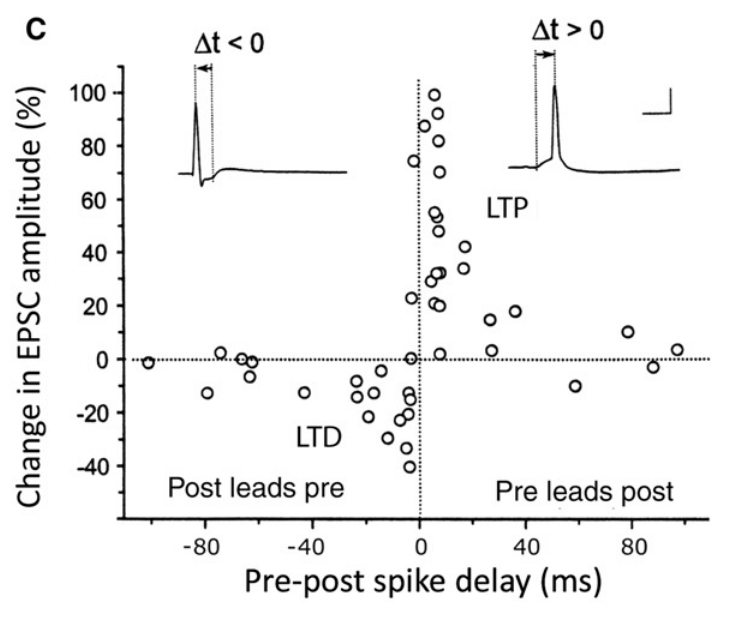 C
Δt < 0
Δt > 0
Change in EPSC amplitude (%)
100
80
60
40
20
0
-20
-40
LTP
LTD
Post leads pre
Pre leads post
-80
-40
0
40
80
Pre-post spike delay (ms)